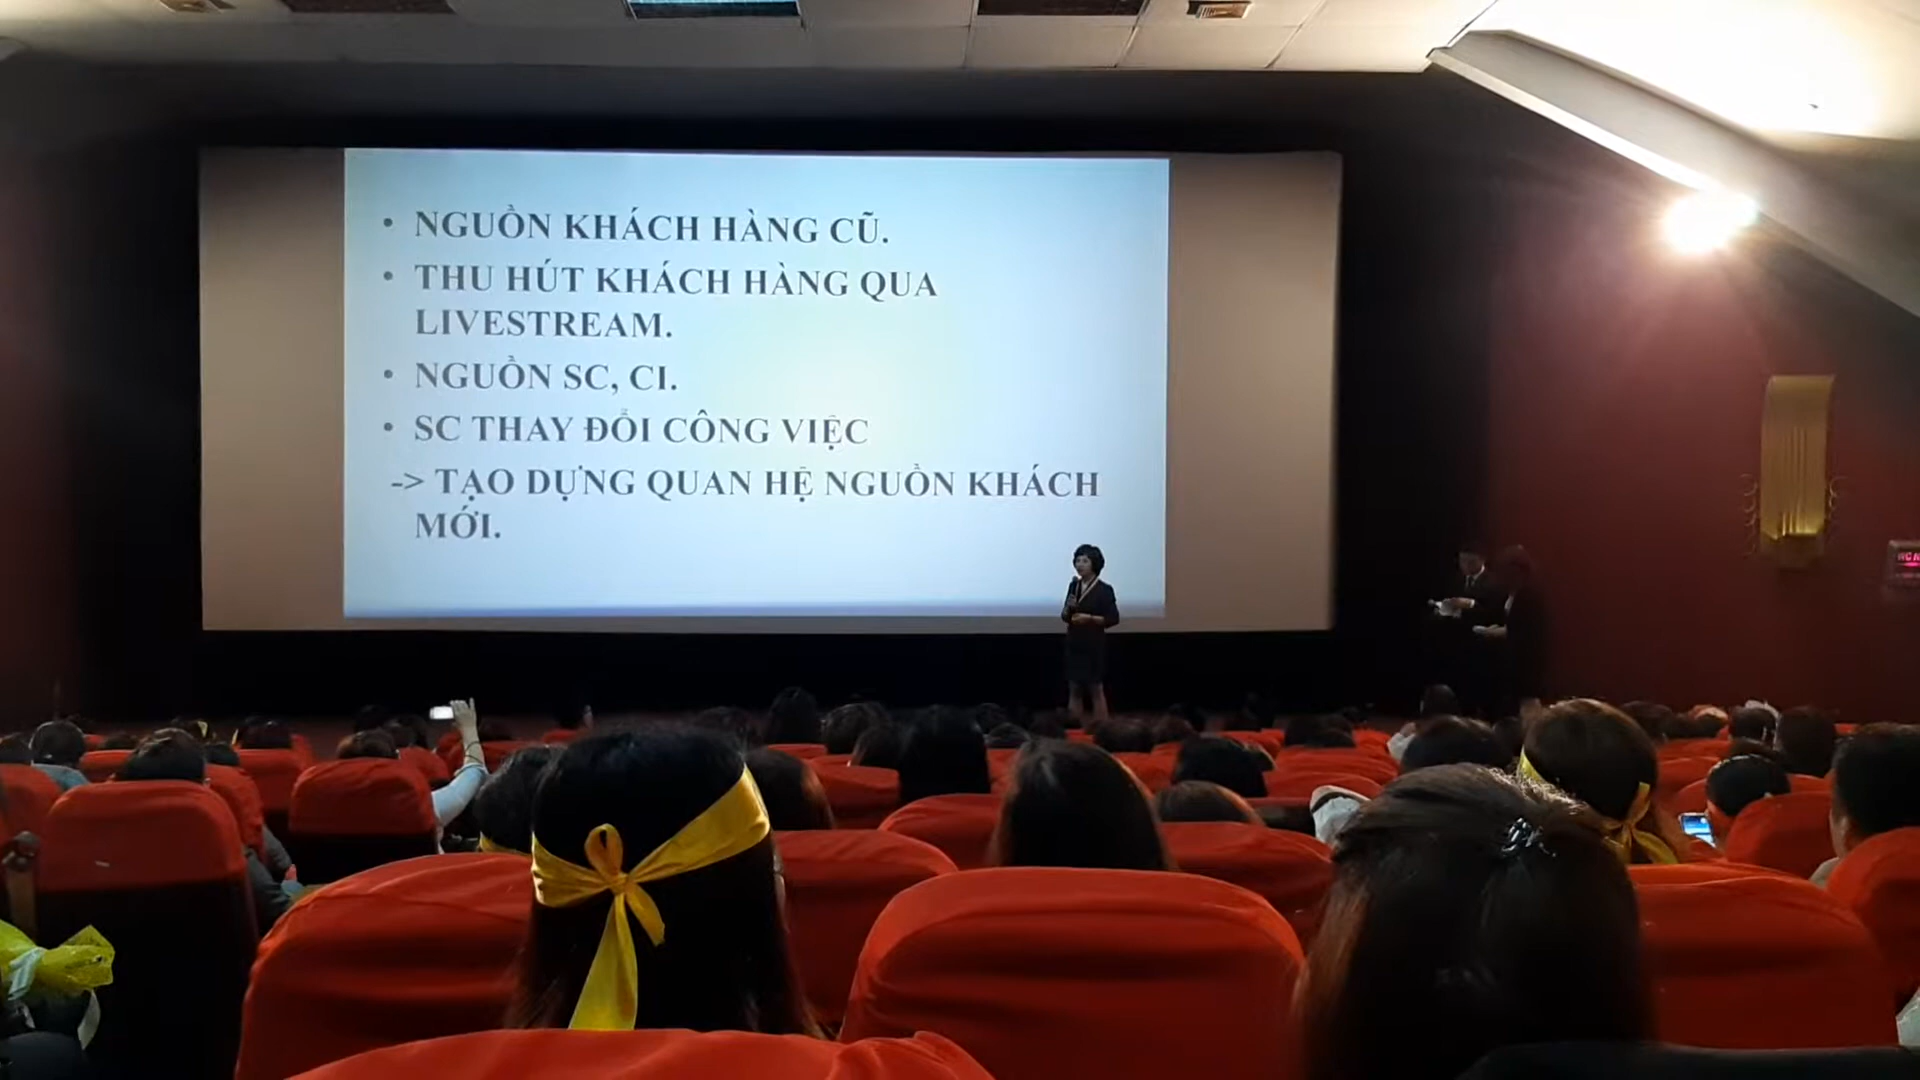 • NGUỒN KHÁCH HÀNG CŨ.
• THU HÚT KHÁCH HÀNG QUA
LIVESTREAM.
• NGUỒN SC, CI.
• SC THAY ĐỔI CÔNG VIỆC
-> TẠO DỰNG QUAN HỆ NGUỒN KHÁCH
MỚI.